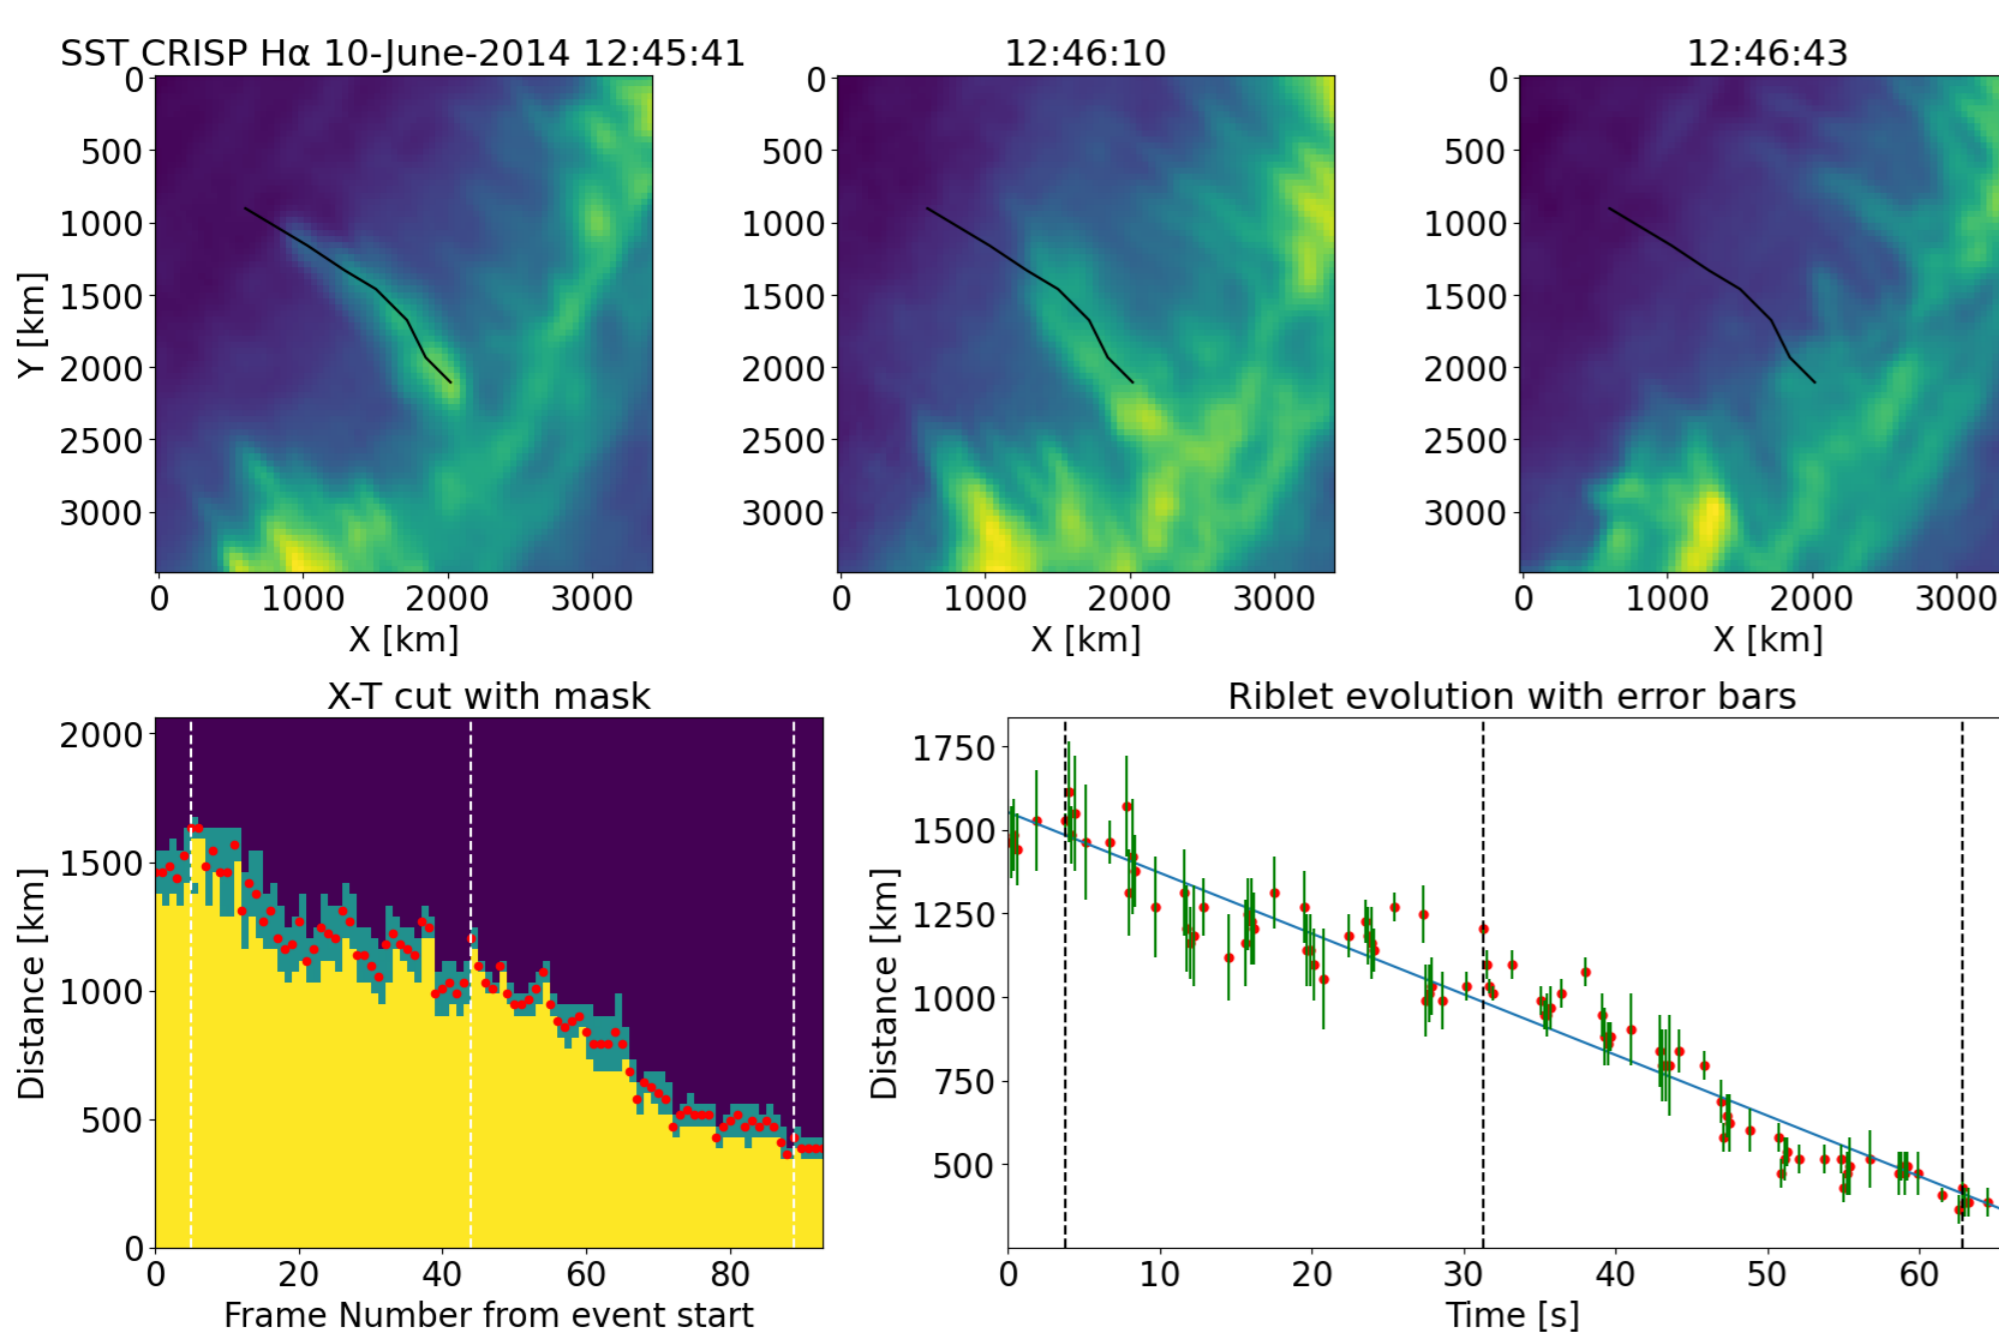 SST CRISP Hα 10-June-2014 12:45:41
12:46:10
12:46:43
0
500
1000
1500
2000
2500
3000
Y [km]
0 1000 2000 3000
X [km]
0
500
1000
1500
2000
2500
3000
0 1000 2000 3000
X [km]
0
500
1000
1500
2000
2500
3000
0 1000 2000 3000
X [km]
X-T cut with mask
2000
1500
1000
500
0
Distance [km]
0 20 40 60 80
Frame Number from event start
Riblet evolution with error bars
1750
1500
1250
1000
750
500
Distance [km]
0 10 20 30 40 50 60
Time [s]